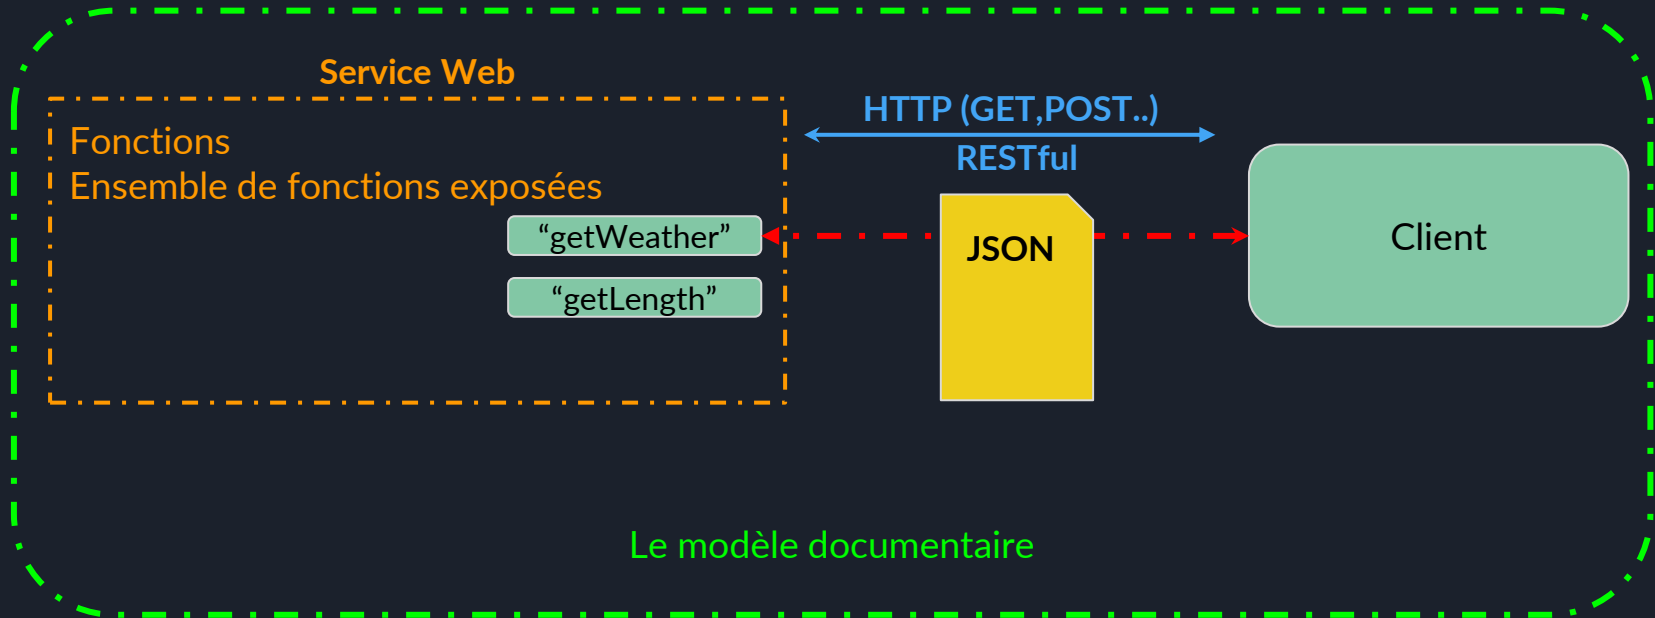 Service Web
HTTP (GET,POST..)
Fonctions
RESTful
Ensemble de fonctions exposées
“getWeather”
JSON
Client
“getLength”
Le modèle documentaire